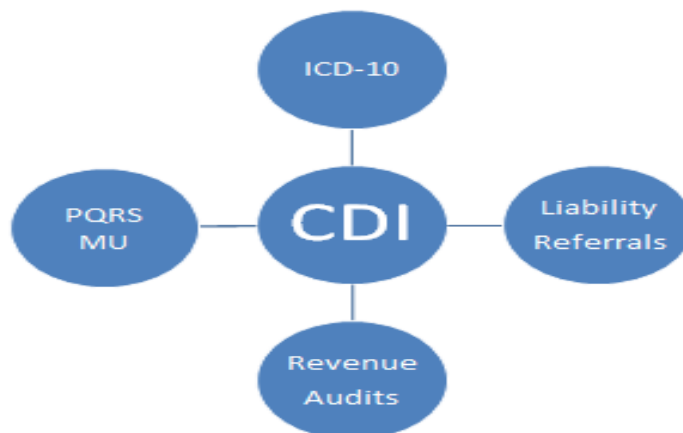 ICD-10
PQRS
MU
CDI
Liability
Referrals
Revenue
Audits